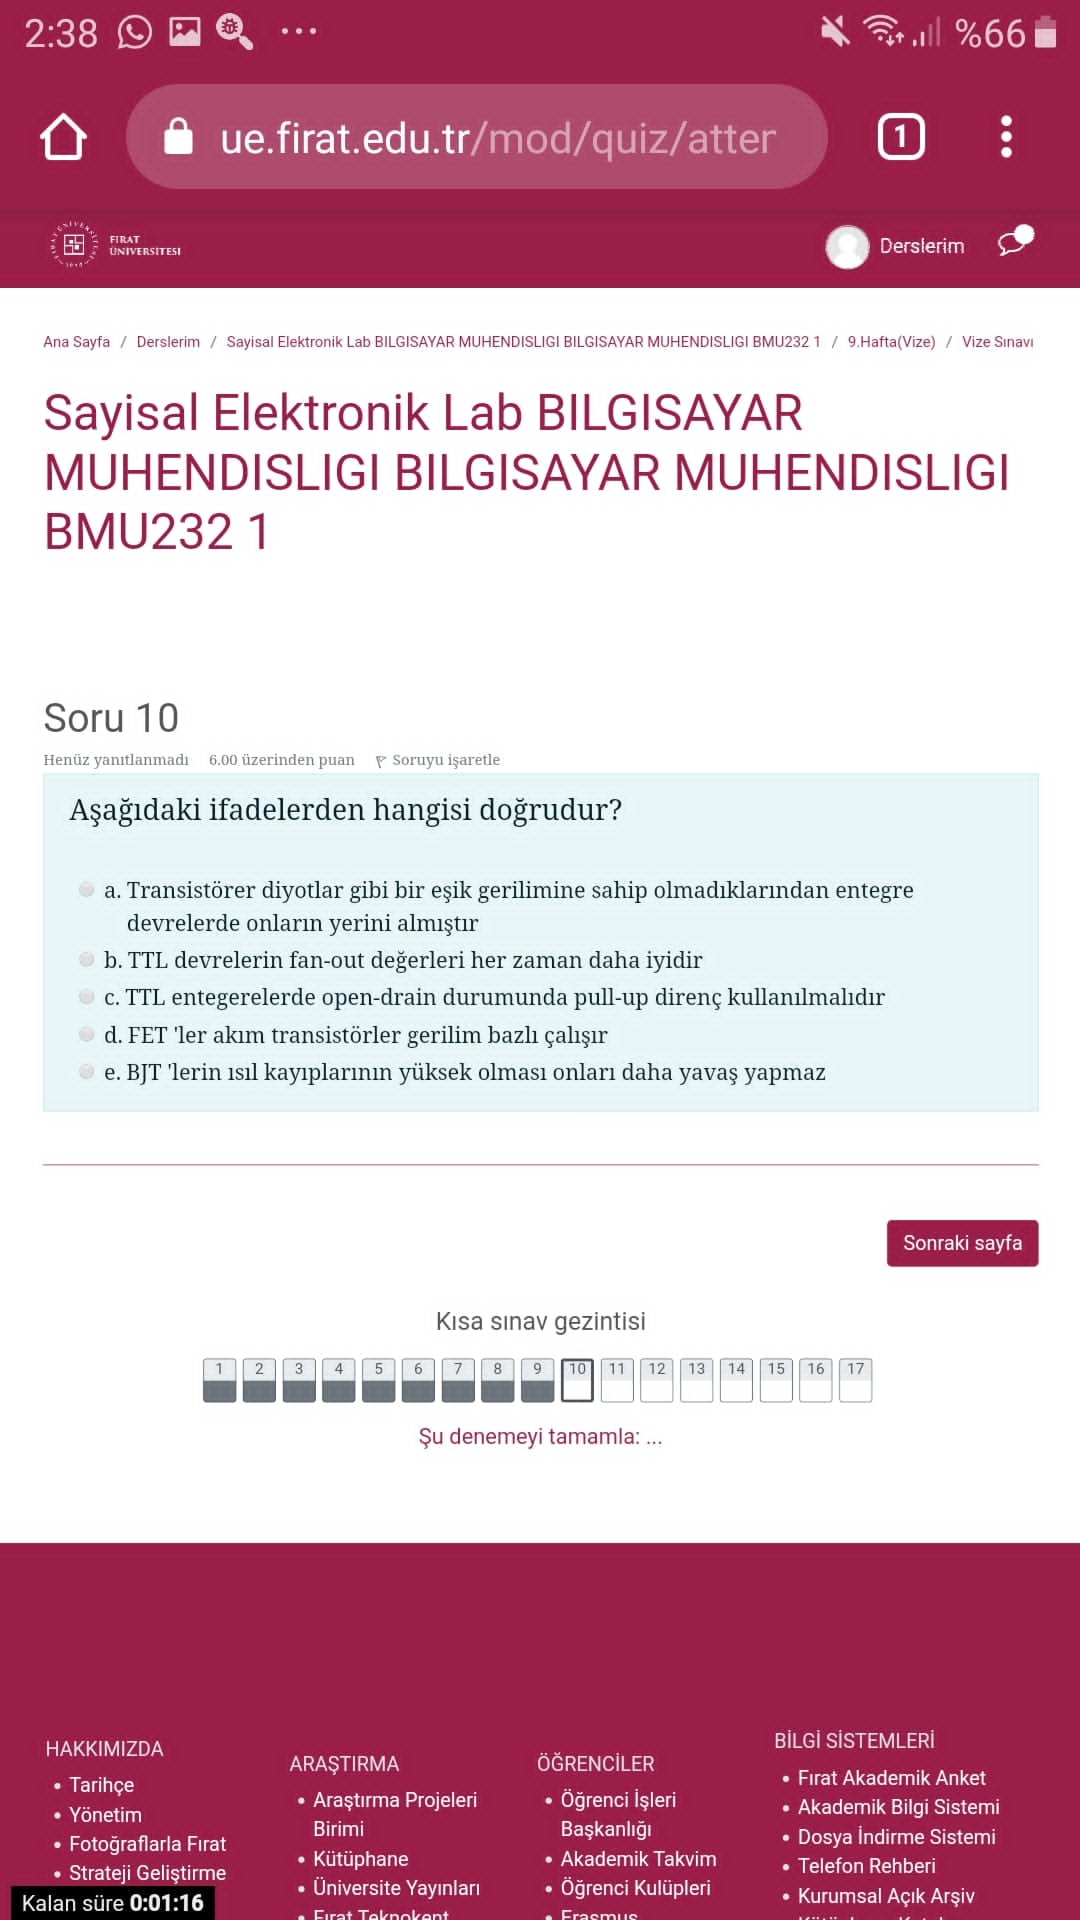 2:38 ... %66
ue.firat.edu.tr/mod/quiz/atter
1
FIRAT
ÜNİVERSİTESİ
Derslerim
Ana Sayfa / Derslerim / Sayisal Elektronik Lab BILGISAYAR MUHENDISLIGI BILGISAYAR MUHENDISLIGI BMU232 1 / 9.Hafta(Vize) / Vize Sınavı
Sayisal Elektronik Lab BILGISAYAR
MUHENDISLIGI BILGISAYAR MUHENDISLIGI
BMU232 1
Soru 10
Henüz yanıtlanmadı 6.00 üzerinden puan Soruyu işaretle
Aşağıdaki ifadelerden hangisi doğrudur?
a. Transistörer diyotlar gibi bir eşik gerilimine sahip olmadıklarından entegre
devrelerde onların yerini almıştır
b. TTL devrelerin fan-out değerleri her zaman daha iyidir
c. TTL entegerelerde open-drain durumunda pull-up direnç kullanılmalıdır
d. FET 'ler akım transistörler gerilim bazlı çalışır
e. BJT 'lerin ısıl kayıplarının yüksek olması onları daha yavaş yapmaz
Sonraki sayfa
Kısa sınav gezintisi
1 2 3 4 5 6 7 8 9 10 11 12 13 14 15 16 17
Şu denemeyi tamamla: ...
HAKKIMIZDA
• Tarihçe
• Yönetim
• Fotoğraflarla Fırat
• Strateji Geliştirme
ARAŞTIRMA
• Araştırma Projeleri
Birimi
• Kütüphane
• Üniversite Yayınları
• Fırat Teknokent
ÖĞRENCİLER
• Öğrenci İşleri
Başkanlığı
• Akademik Takvim
• Öğrenci Kulüpleri
• Erasmus
BİLGİ SİSTEMLERİ
• Fırat Akademik Anket
• Akademik Bilgi Sistemi
• Dosya İndirme Sistemi
• Telefon Rehberi
• Kurumsal Açık Arşiv
Kalan süre 0:01:16